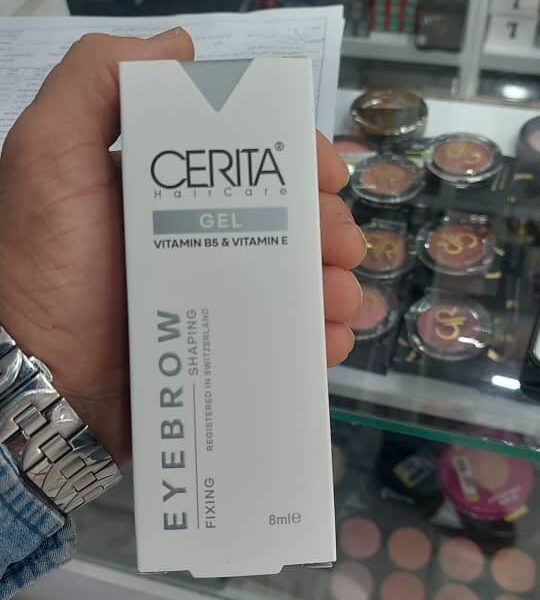 CERITA®
HairCare
GEL
VITAMIN B5 & VITAMIN E
EYEBROW
SHAPING
FIXING
REGISTERED IN SWITZERLAND
8ml℮